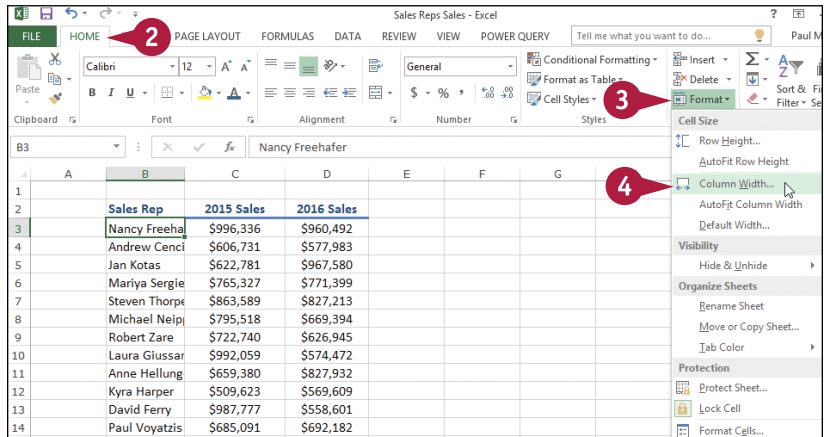 Sales Reps Sales - Excel
?
FILE HOME 2 PAGE LAYOUT FORMULAS DATA REVIEW VIEW POWER QUERY Tell me what you want to do... Paul M
Calibri 12 A A General Conditional Formatting Insert Σ A Z
Paste B I U A $ % , .0 .00 .00 .0 Format as Table Delete Sort & Fi
Cell Styles 3 Format Filter Se
Clipboard Font Alignment Number Styles Cell Size
B3 fx Nancy Freehafer Row Height...
AutoFit Row Height
A B C D E F G 4 Column Width...
1
2 Sales Rep 2015 Sales 2016 Sales AutoFit Column Width
3 Nancy Freeha $996,336 $960,492 Default Width...
4 Andrew Cenci $606,731 $577,983 Visibility
5 Jan Kotas $622,781 $967,580 Hide & Unhide
6 Mariya Sergie $765,327 $771,399 Organize Sheets
7 Steven Thorpe $863,589 $827,213 Rename Sheet
8 Michael Neip $795,518 $669,394 Move or Copy Sheet...
9 Robert Zare $722,740 $626,945 Tab Color
10 Laura Giussar $992,059 $574,472
11 Anne Hellung $659,380 $827,932 Protection
12 Kyra Harper $509,623 $569,609 Protect Sheet...
13 David Ferry $987,777 $558,601 Lock Cell
14 Paul Voyatzis $685,091 $692,182 Format Cells...